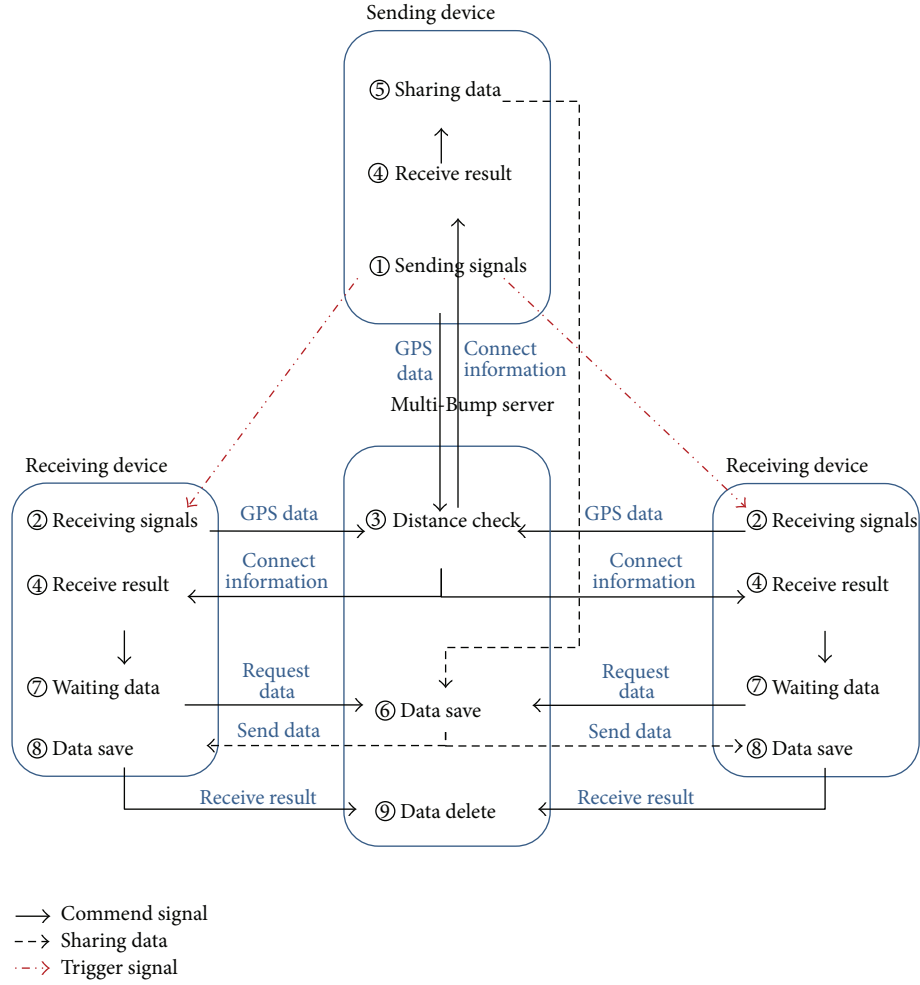 Sending device
⑤ Sharing data
④ Receive result
① Sending signals
GPS
data
Connect
information
Multi-Bump server
Receiving device
② Receiving signals
④ Receive result
⑦ Waiting data
⑧ Data save
GPS data
Connect
information
Request
data
Send data
Receive result
③ Distance check
⑥ Data save
⑨ Data delete
GPS data
Connect
information
Request
data
Send data
Receive result
Receiving device
② Receiving signals
④ Receive result
⑦ Waiting data
⑧ Data save
Commend signal
Sharing data
Trigger signal